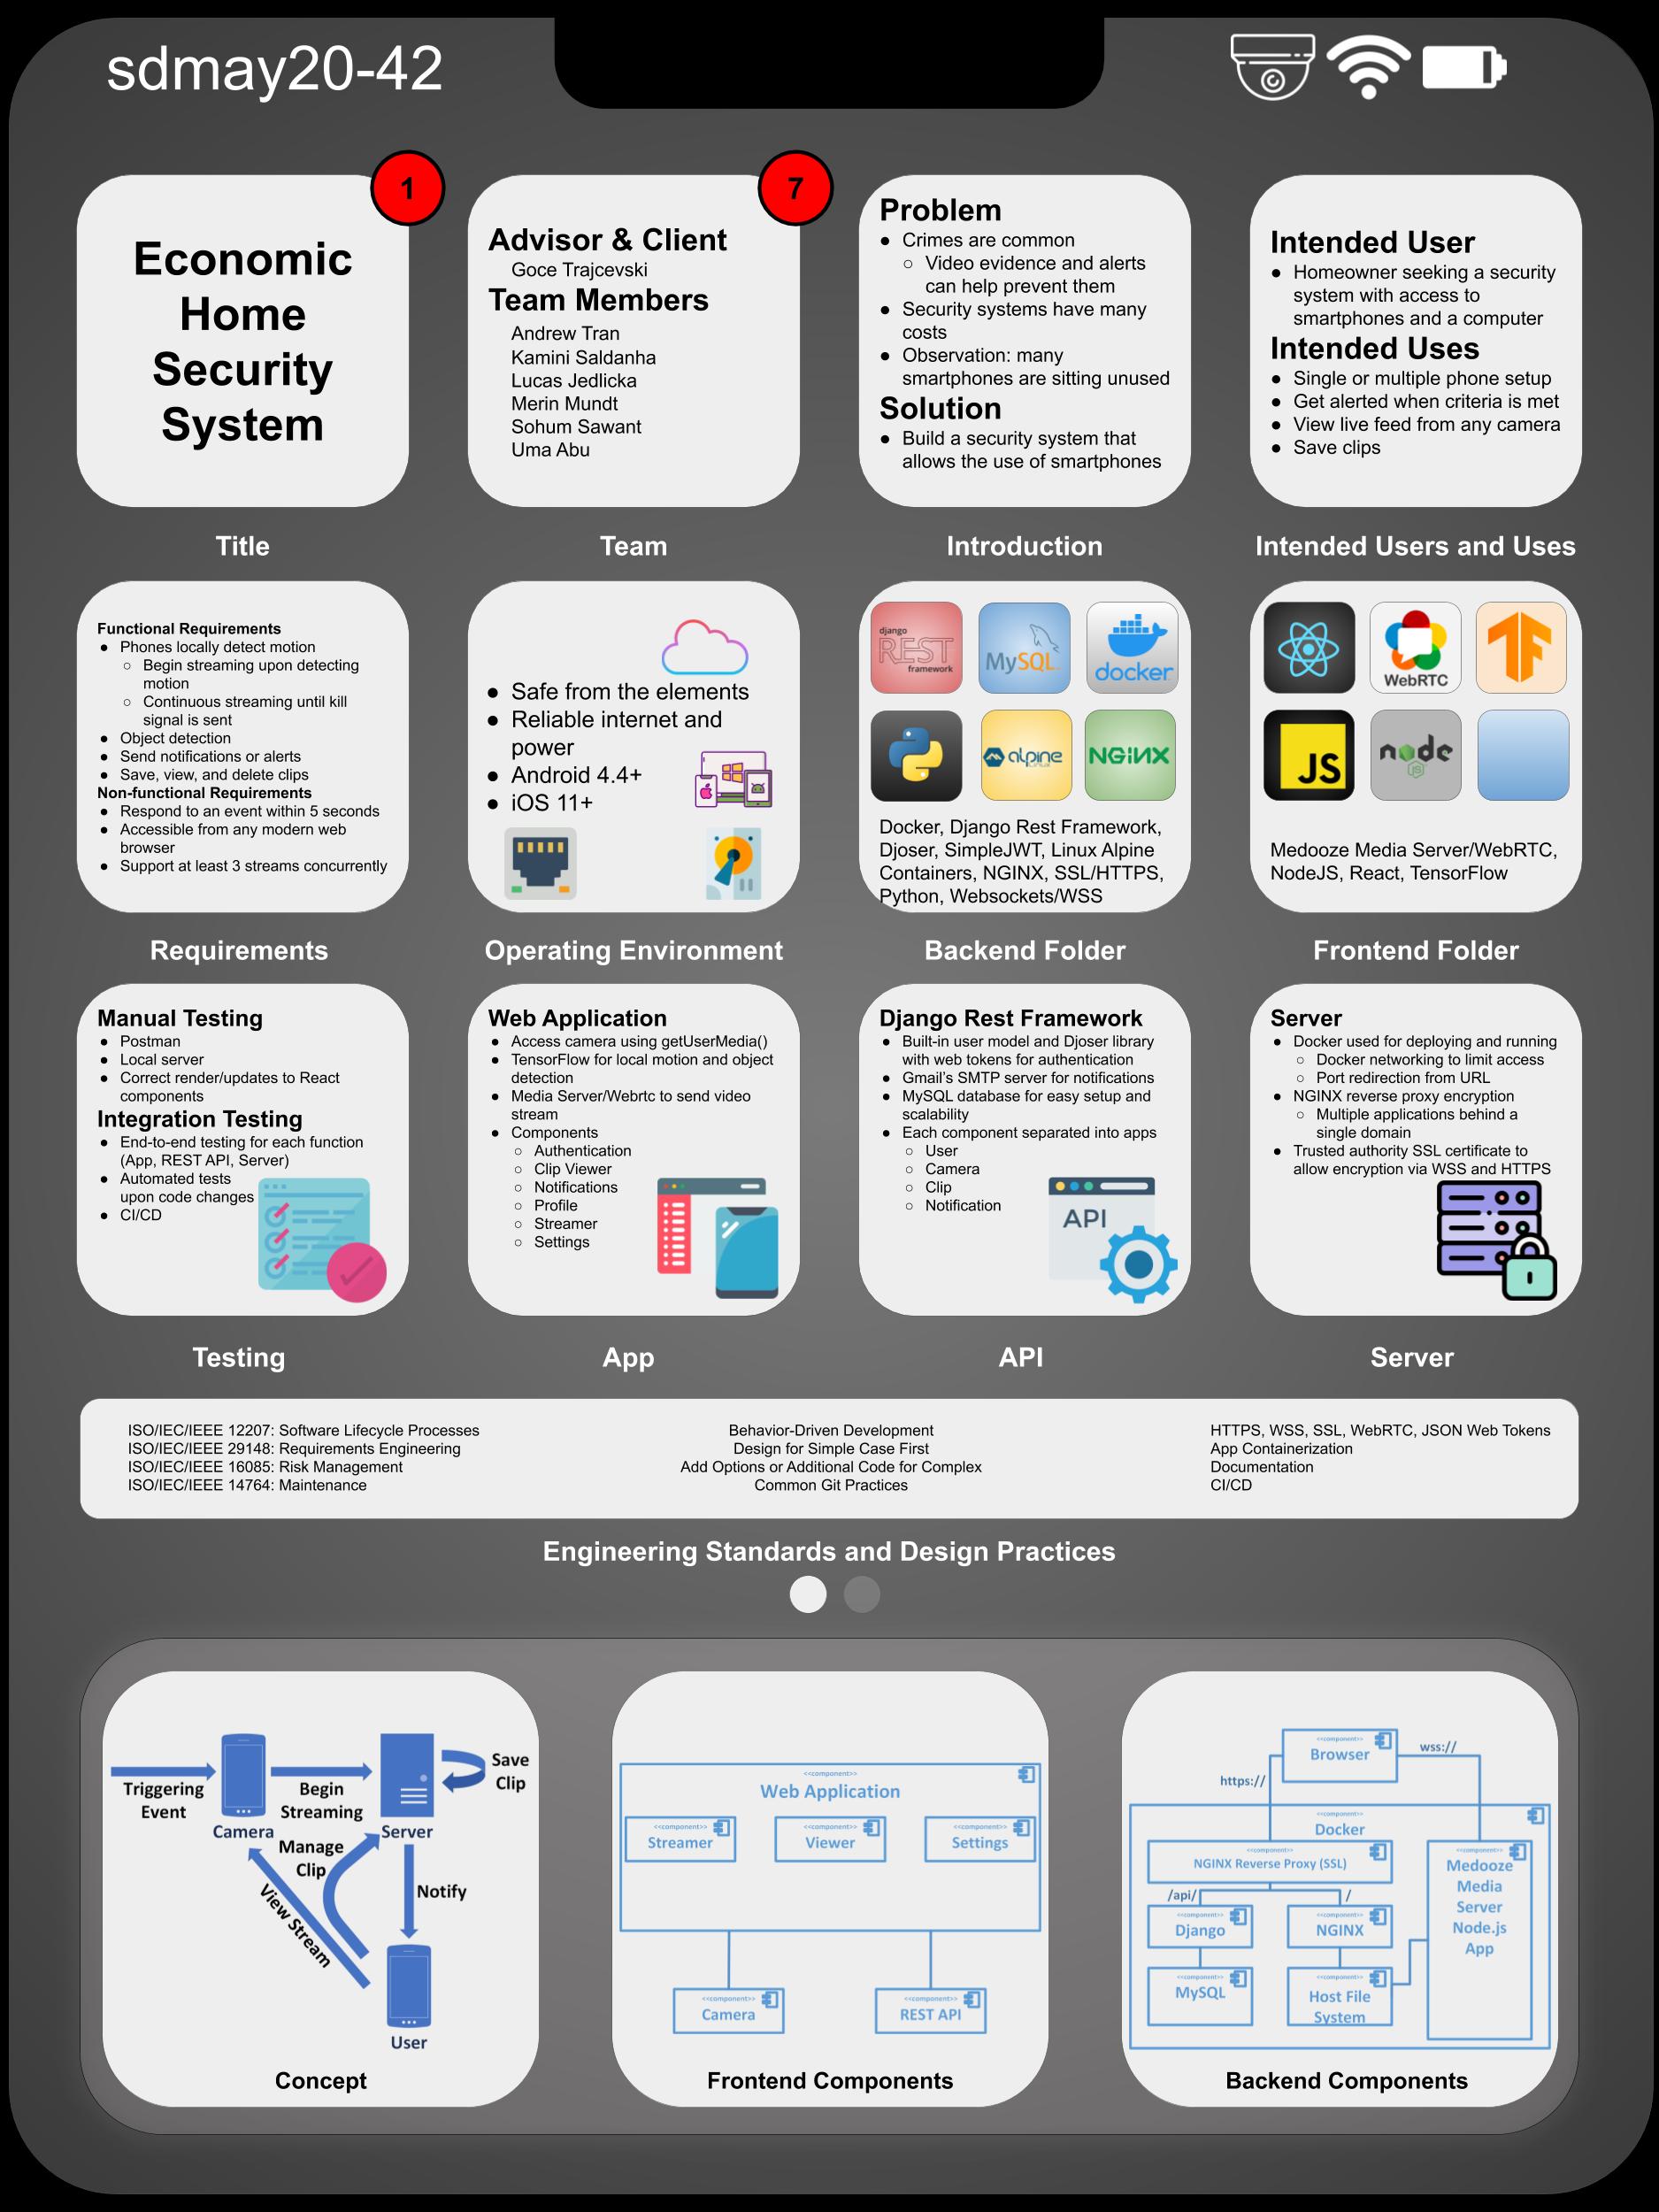 sdmay20-42
1
Economic
Home
Security
System
Title
7
Advisor & Client
Goce Trajcevski
Team Members
Andrew Tran
Kamini Saldanha
Lucas Jedlicka
Merin Mundt
Sohum Sawant
Uma Abu
Team
Problem
● Crimes are common
○ Video evidence and alerts
can help prevent them
● Security systems have many
costs
● Observation: many
smartphones are sitting unused
Solution
● Build a security system that
allows the use of smartphones
Introduction
Intended User
● Homeowner seeking a security
system with access to
smartphones and a computer
Intended Uses
● Single or multiple phone setup
● Get alerted when criteria is met
● View live feed from any camera
● Save clips
Intended Users and Uses
Functional Requirements
● Phones locally detect motion
○ Begin streaming upon detecting
motion
○ Continuous streaming until kill
signal is sent
● Object detection
● Send notifications or alerts
● Save, view, and delete clips
Non-functional Requirements
● Respond to an event within 5 seconds
● Accessible from any modern web
browser
● Support at least 3 streams concurrently
Requirements
● Safe from the elements
● Reliable internet and
power
● Android 4.4+
● iOS 11+
Operating Environment
django
REST
framework
MySQL
docker
alpine
Linux
NGINX
Docker, Django Rest Framework,
Djoser, SimpleJWT, Linux Alpine
Containers, NGINX, SSL/HTTPS,
Python, Websockets/WSS
Backend Folder
WebRTC
JS
node
JS
Medooze Media Server/WebRTC,
NodeJS, React, TensorFlow
Frontend Folder
Manual Testing
● Postman
● Local server
● Correct render/updates to React
components
Integration Testing
● End-to-end testing for each function
(App, REST API, Server)
● Automated tests
upon code changes
● CI/CD
Testing
Web Application
● Access camera using getUserMedia()
● TensorFlow for local motion and object
detection
● Media Server/Webrtc to send video
stream
● Components
○ Authentication
○ Clip Viewer
○ Notifications
○ Profile
○ Streamer
○ Settings
App
Django Rest Framework
● Built-in user model and Djoser library
with web tokens for authentication
● Gmail's SMTP server for notifications
● MySQL database for easy setup and
scalability
● Each component separated into apps
○ User
○ Camera
○ Clip
○ Notification
API
API
Server
● Docker used for deploying and running
○ Docker networking to limit access
○ Port redirection from URL
● NGINX reverse proxy encryption
○ Multiple applications behind a
single domain
● Trusted authority SSL certificate to
allow encryption via WSS and HTTPS
Server
ISO/IEC/IEEE 12207: Software Lifecycle Processes
ISO/IEC/IEEE 29148: Requirements Engineering
ISO/IEC/IEEE 16085: Risk Management
ISO/IEC/IEEE 14764: Maintenance
Behavior-Driven Development
Design for Simple Case First
Add Options or Additional Code for Complex
Common Git Practices
HTTPS, WSS, SSL, WebRTC, JSON Web Tokens
App Containerization
Documentation
CI/CD
Engineering Standards and Design Practices
Triggering
Event
Camera
Begin
Streaming
Server
Save
Clip
Manage
Clip
View Stream
Notify
User
Concept
<<component>>
Web Application
<<component>>
Streamer
<<component>>
Viewer
<<component>>
Settings
<<component>>
Camera
<<component>>
REST API
Frontend Components
<<component>>
Browser
https://
wss://
<<component>>
Docker
<<component>>
NGINX Reverse Proxy (SSL)
/api/
/
<<component>>
Django
<<component>>
NGINX
<<component>>
MySQL
<<component>>
Host File
System
<<component>>
Medooze
Media
Server
Node.js
App
Backend Components